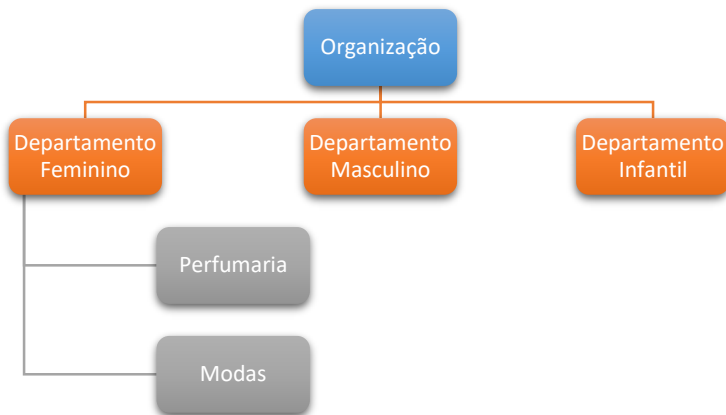 Organização
Departamento
Feminino
Departamento
Masculino
Departamento
Infantil
Perfumaria
Modas